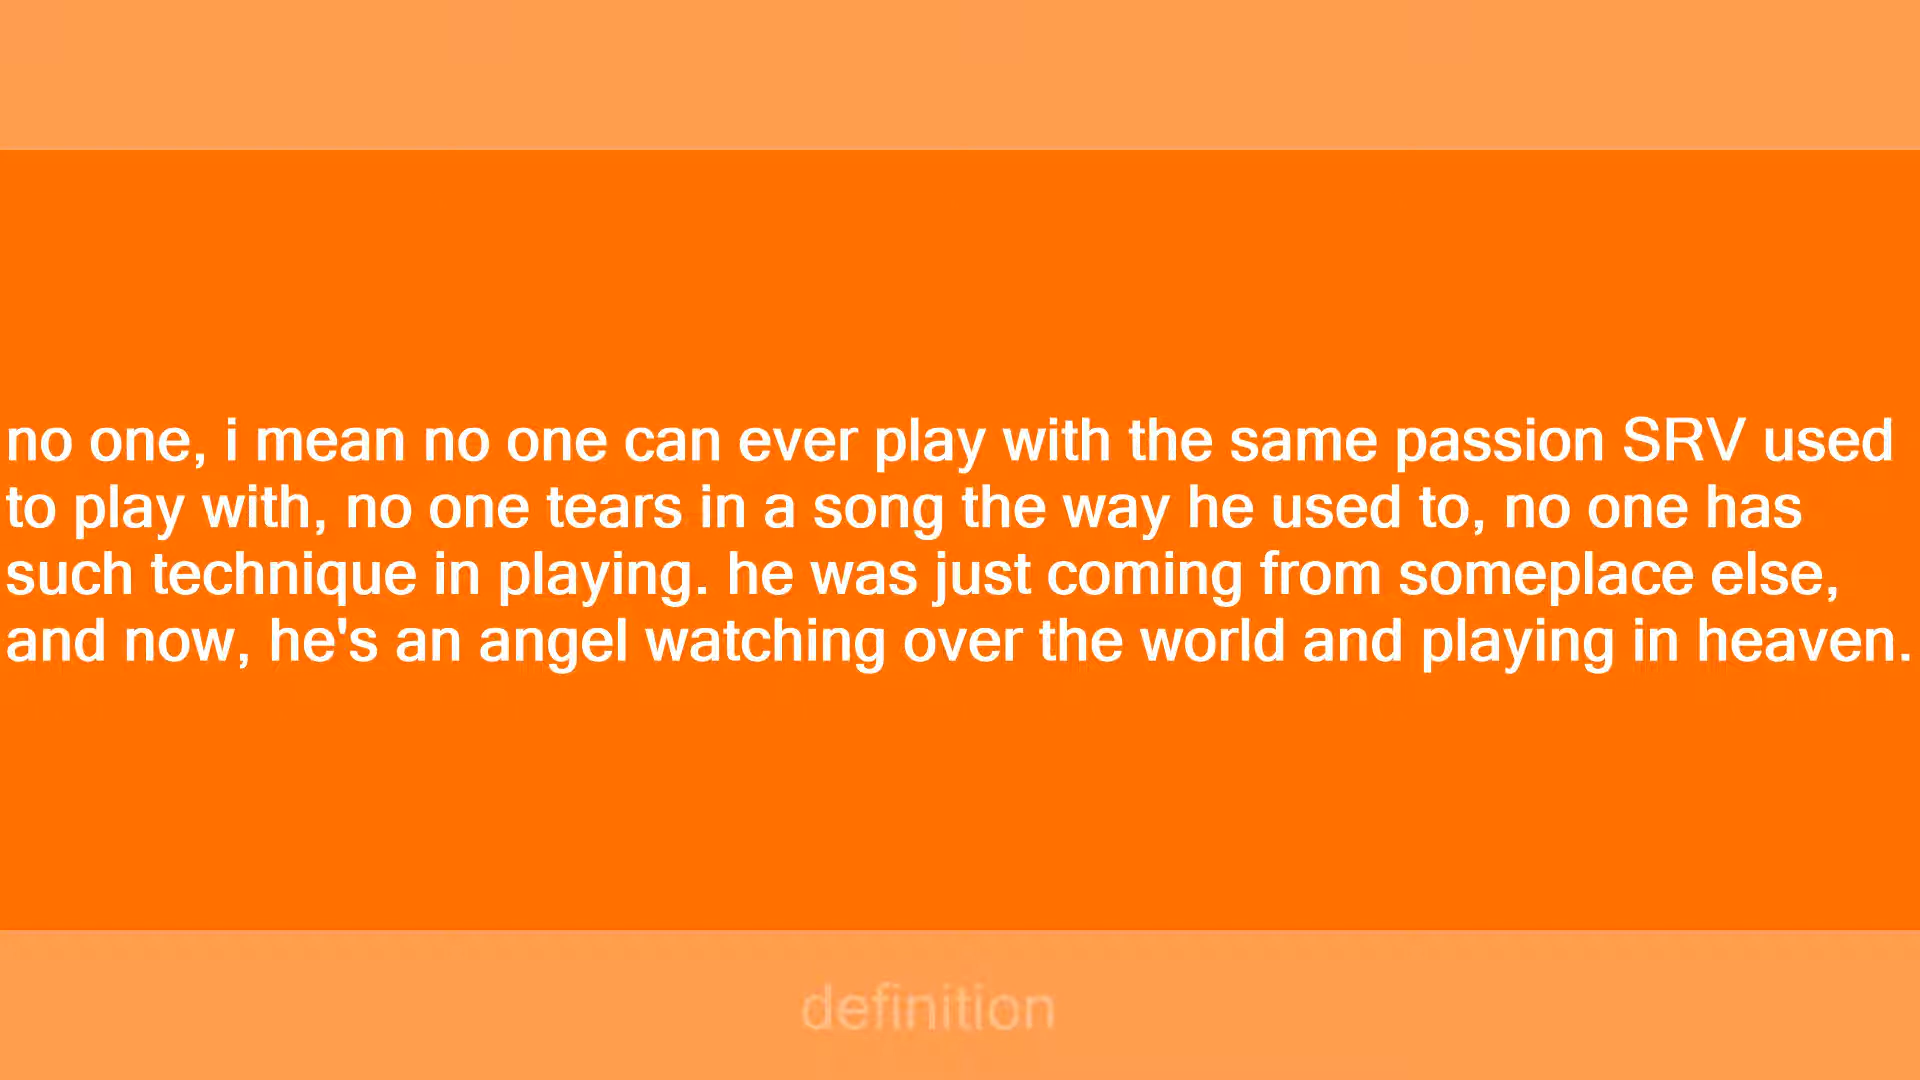 no one, i mean no one can ever play with the same passion SRV used
to play with, no one tears in a song the way he used to, no one has
such technique in playing. he was just coming from someplace else,
and now, he's an angel watching over the world and playing in heaven.
definition